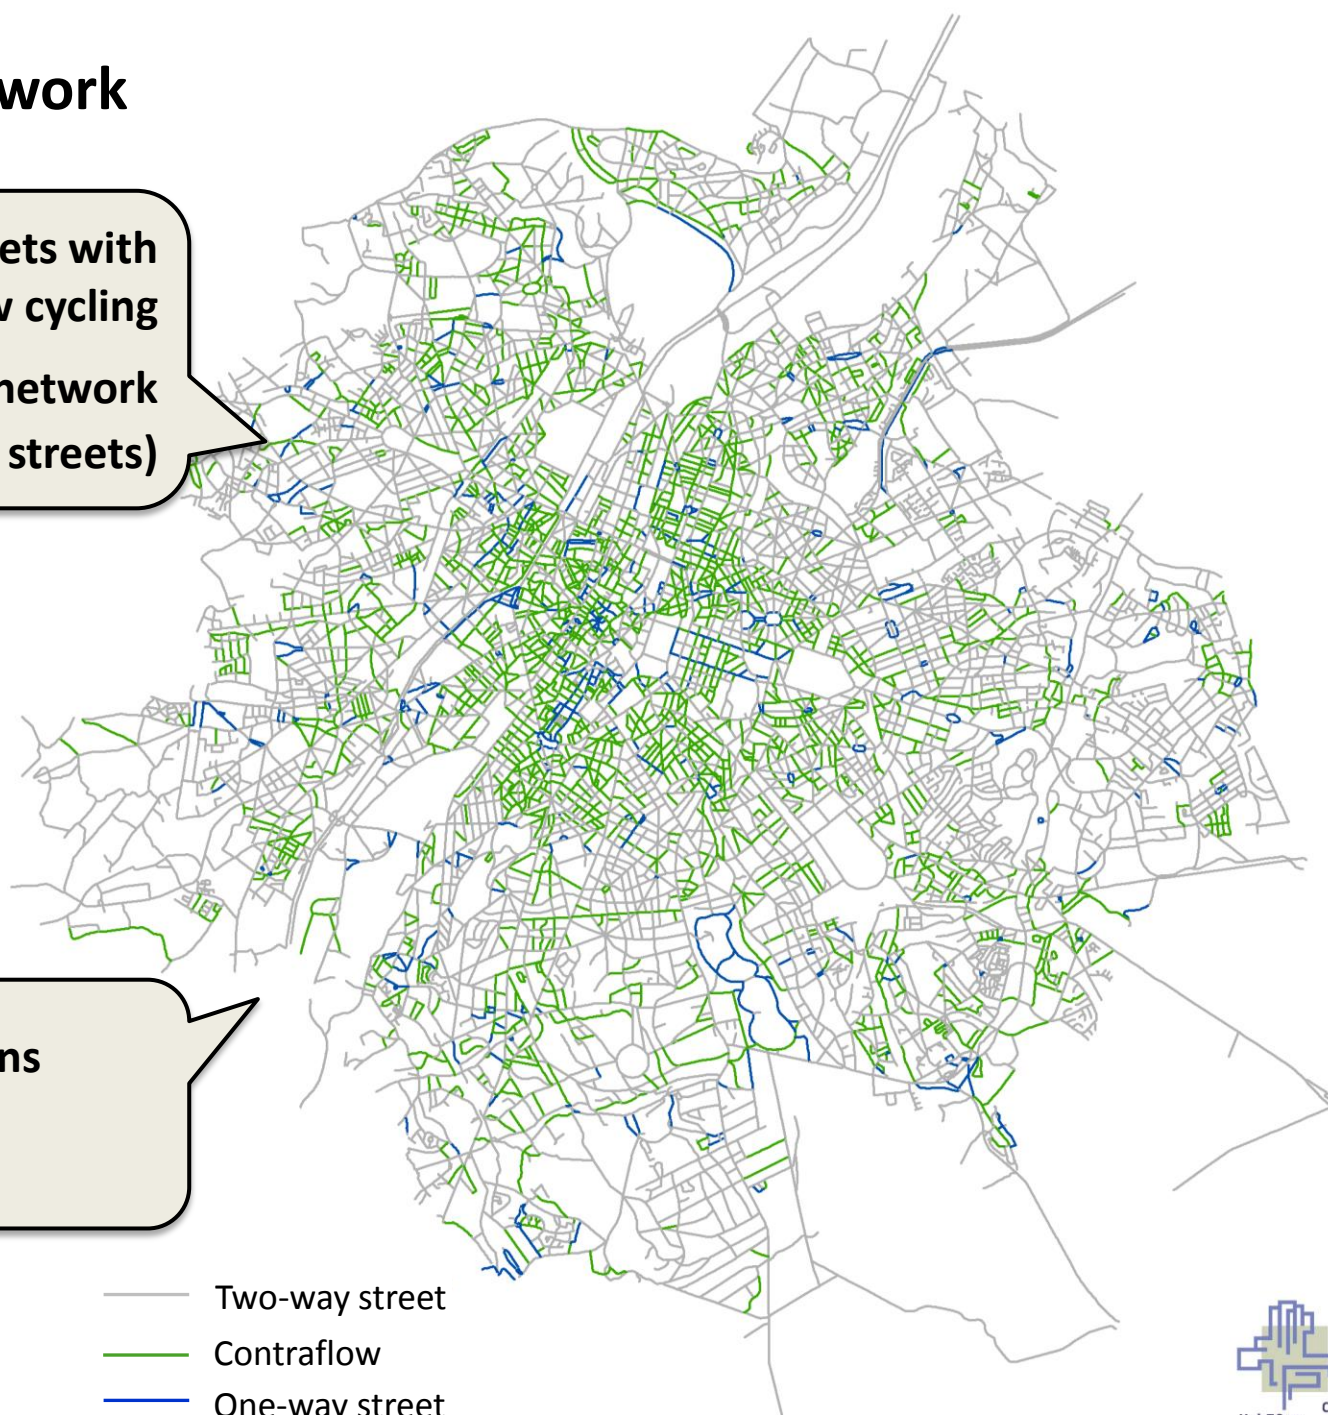 work
ets with
w cycling
network
streets)
ns
Two-way street
Contraflow
One-way street